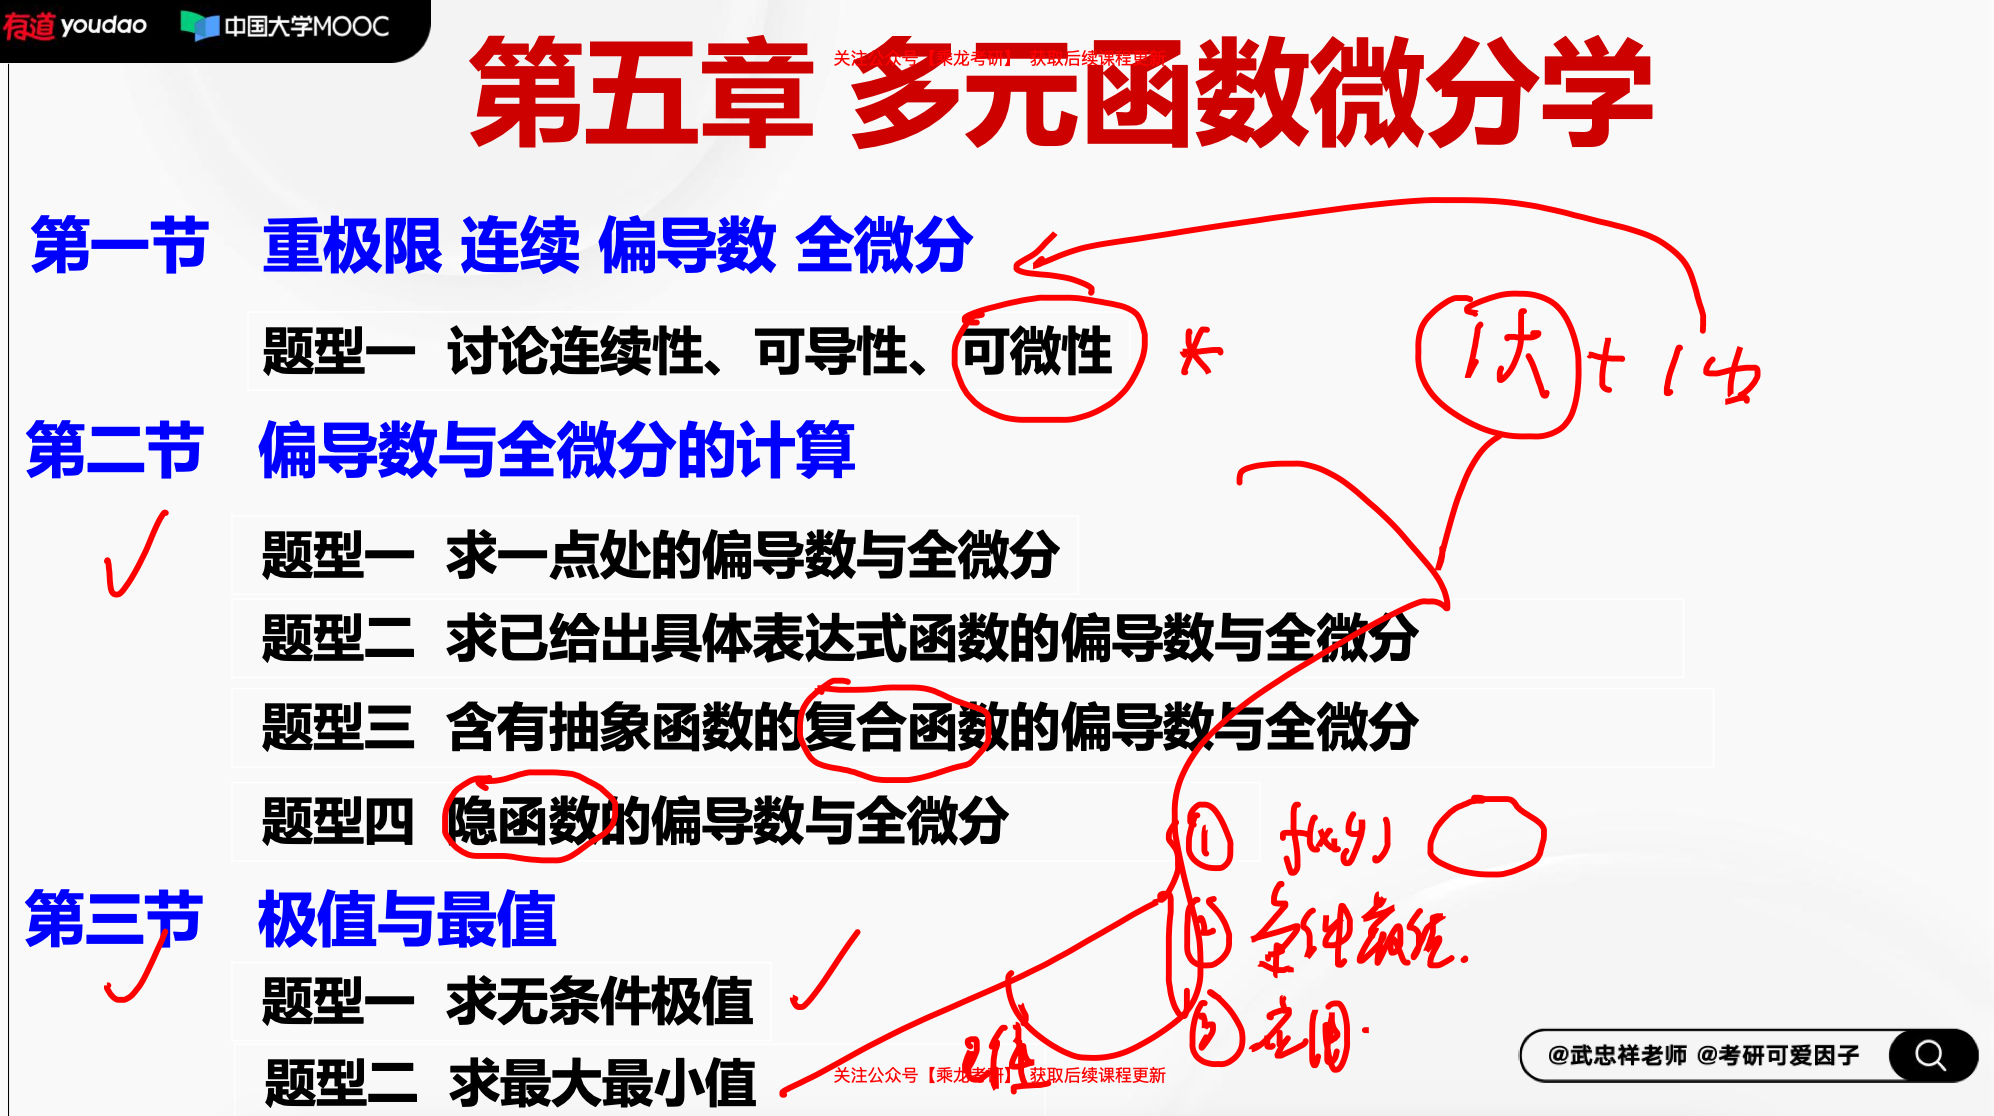 有道 youdao 中国大学MOOC
关注公众号【乘龙考研】 获取后续课程更新
第五章 多元函数微分学
第一节 重极限 连续 偏导数 全微分
题型一 讨论连续性、可导性、可微性
1大 + 1小
第二节 偏导数与全微分的计算
题型一 求一点处的偏导数与全微分
题型二 求已给出具体表达式函数的偏导数与全微分
题型三 含有抽象函数的复合函数的偏导数与全微分
题型四 隐函数的偏导数与全微分
① f(x,y)
第三节 极值与最值
② 条件最值.
题型一 求无条件极值
③ 应用.
题型二 求最大最小值
@武忠祥老师 @考研可爱因子
关注公众号【乘龙考研】 获取后续课程更新